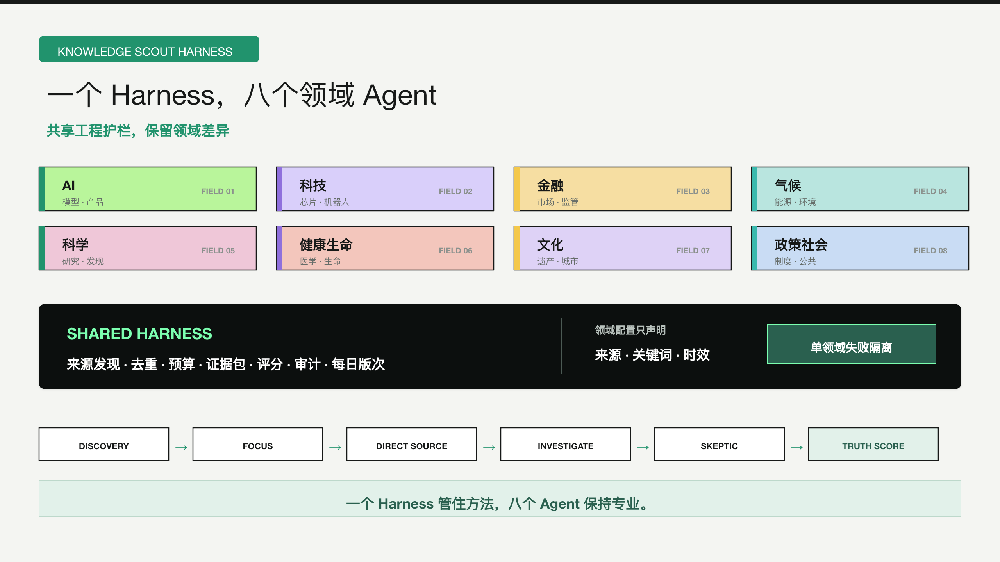 KNOWLEDGE SCOUT HARNESS
一个 Harness，八个领域 Agent
共享工程护栏，保留领域差异
AI
模型 · 产品
FIELD 01
科技
芯片 · 机器人
FIELD 02
金融
市场 · 监管
FIELD 03
气候
能源 · 环境
FIELD 04
科学
研究 · 发现
FIELD 05
健康生命
医学 · 生命
FIELD 06
文化
遗产 · 城市
FIELD 07
政策社会
制度 · 公共
FIELD 08
SHARED HARNESS
来源发现 · 去重 · 预算 · 证据包 · 评分 · 审计 · 每日版次
领域配置只声明
来源 · 关键词 · 时效
单领域失败隔离
DISCOVERY
→
FOCUS
→
DIRECT SOURCE
→
INVESTIGATE
→
SKEPTIC
→
TRUTH SCORE
一个 Harness 管住方法，八个 Agent 保持专业。